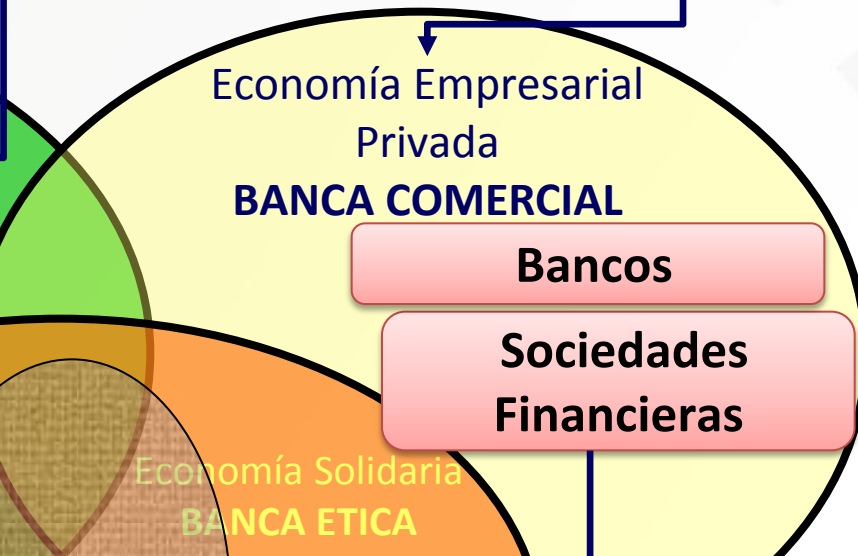 Economía Empresarial
Privada
BANCA COMERCIAL
Bancos
Sociedades
Financieras
Economía Solidaria
BANCA ETICA